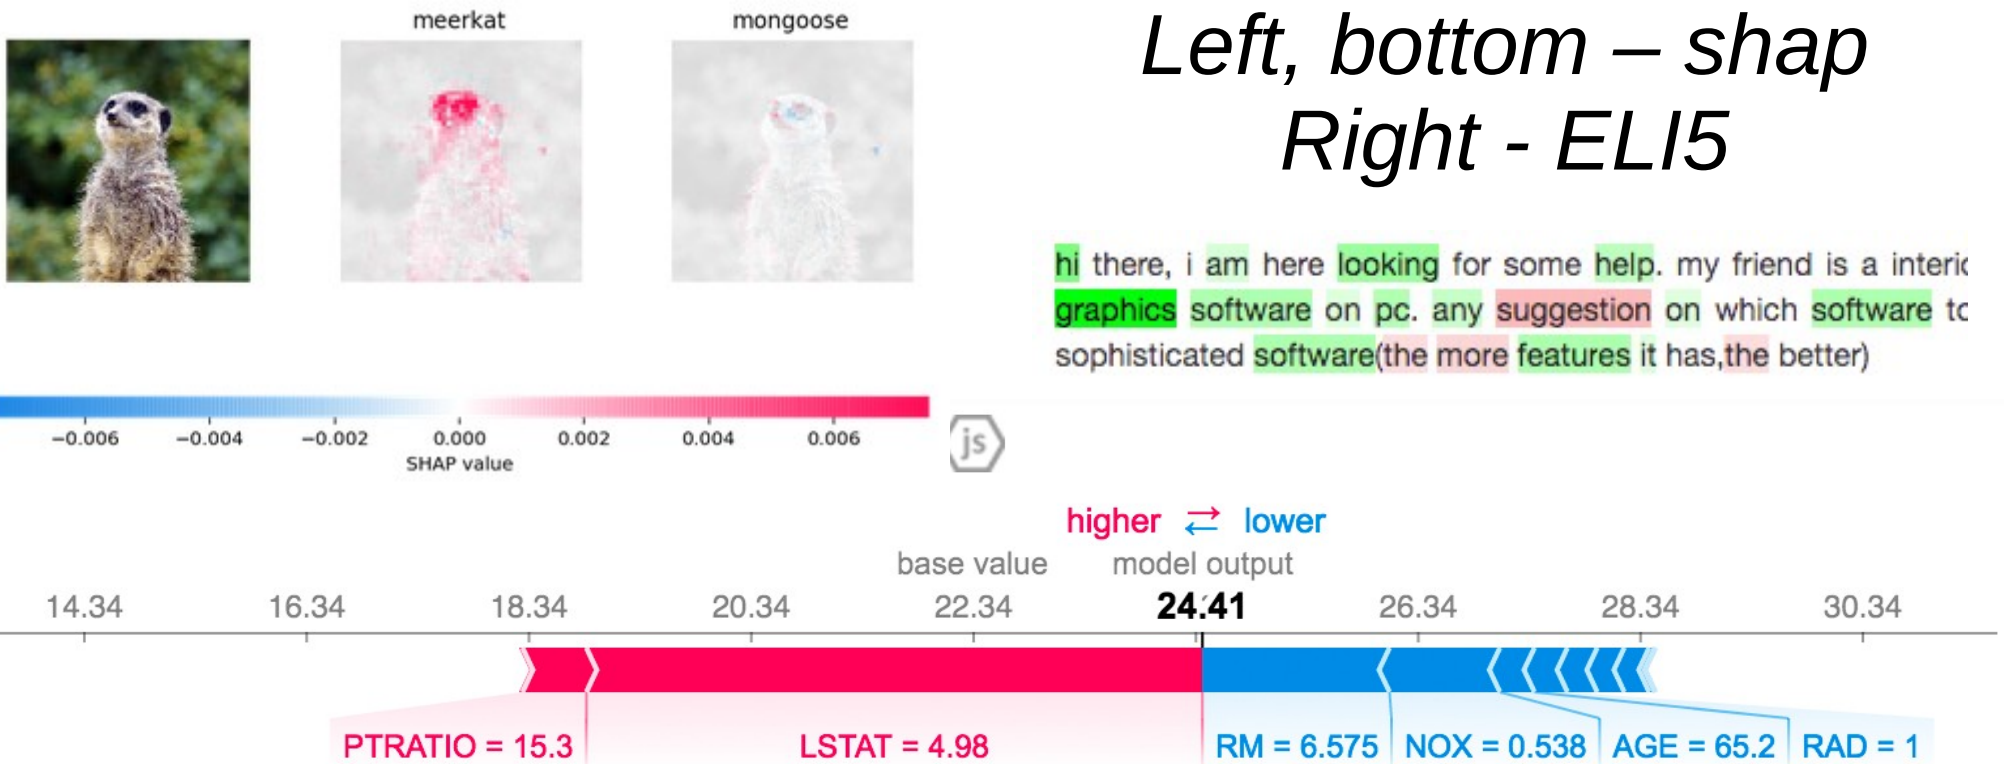 meerkat
mongoose
Left, bottom – shap
Right - ELI5
hi there, i am here looking for some help. my friend is a
graphics software on pc. any suggestion on which software
sophisticated software(the more features it has,the better)
−0.006 −0.004 −0.002 0.000 0.002 0.004 0.006
SHAP value
js
higher lower
base value model output
14.34 16.34 18.34 20.34 22.34 24.41 26.34 28.34 30.34
PTRATIO = 15.3 LSTAT = 4.98 RM = 6.575 NOX = 0.538 AGE = 65.2 RAD = 1